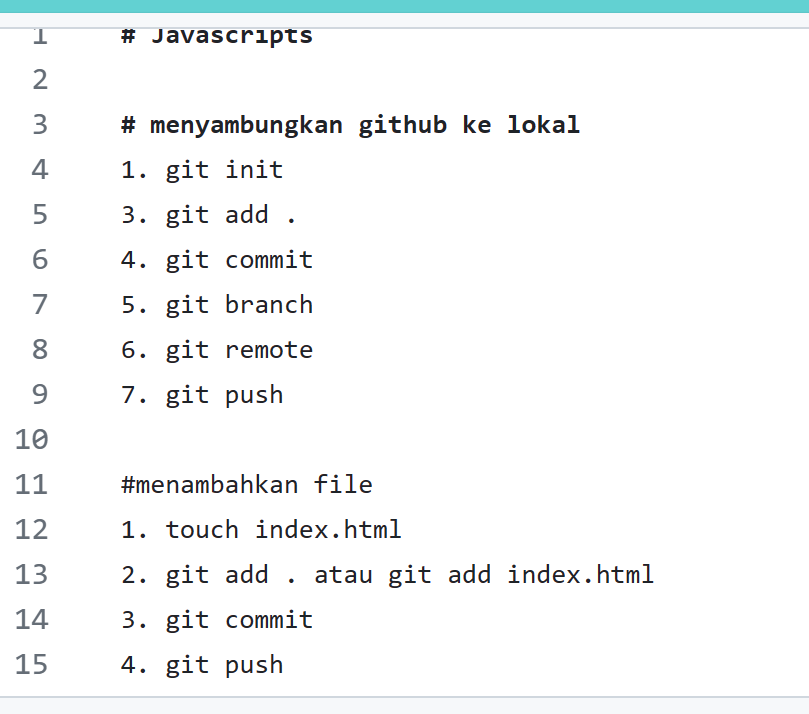 1 # Javascripts
2
3 # menyambungkan github ke lokal
4 1. git init
5 3. git add .
6 4. git commit
7 5. git branch
8 6. git remote
9 7. git push
10
11 #menambahkan file
12 1. touch index.html
13 2. git add . atau git add index.html
14 3. git commit
15 4. git push